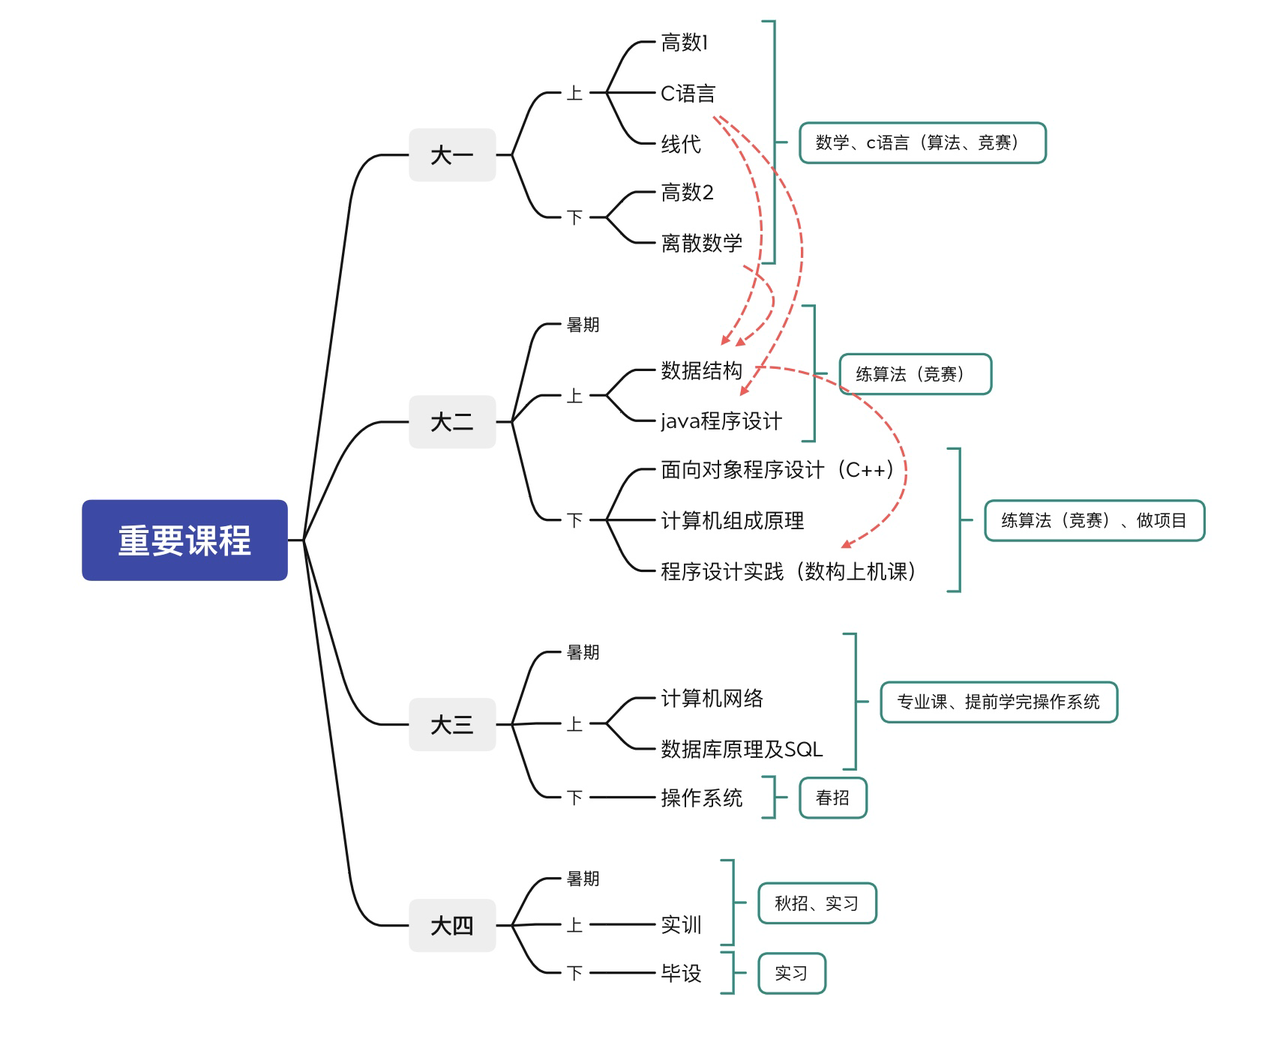 重要课程
大一
上
高数1
C语言
线代
下
高数2
离散数学
数学、c语言（算法、竞赛）
大二
暑期
上
数据结构
java程序设计
练算法（竞赛）
下
面向对象程序设计（C++）
计算机组成原理
程序设计实践（数构上机课）
练算法（竞赛）、做项目
大三
暑期
上
计算机网络
数据库原理及SQL
专业课、提前学完操作系统
下
操作系统
春招
大四
暑期
上
实训
秋招、实习
下
毕设
实习